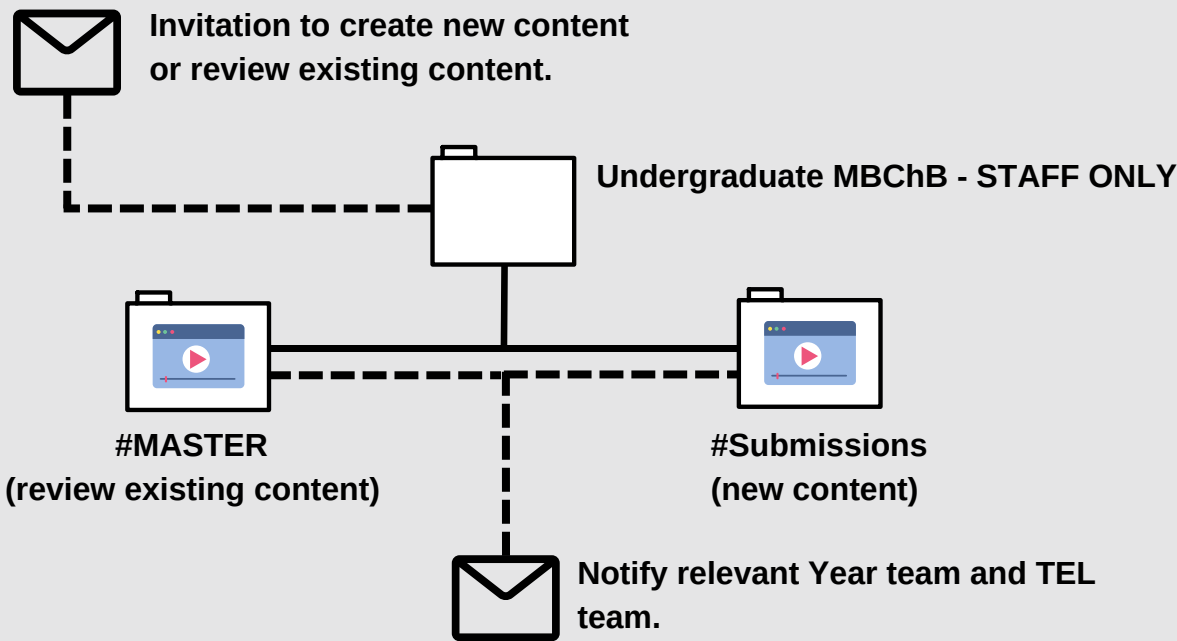 Invitation to create new content
or review existing content.
Undergraduate MBChB - STAFF ONLY
#MASTER
(review existing content)
#Submissions
(new content)
Notify relevant Year team and TEL
team.